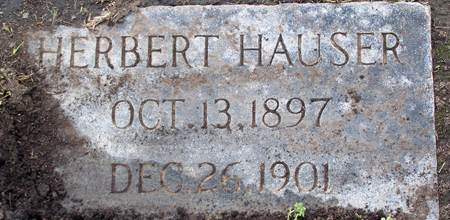 HERBERT HAUSER
OCT 13, 1897
DEC. 26, 1901